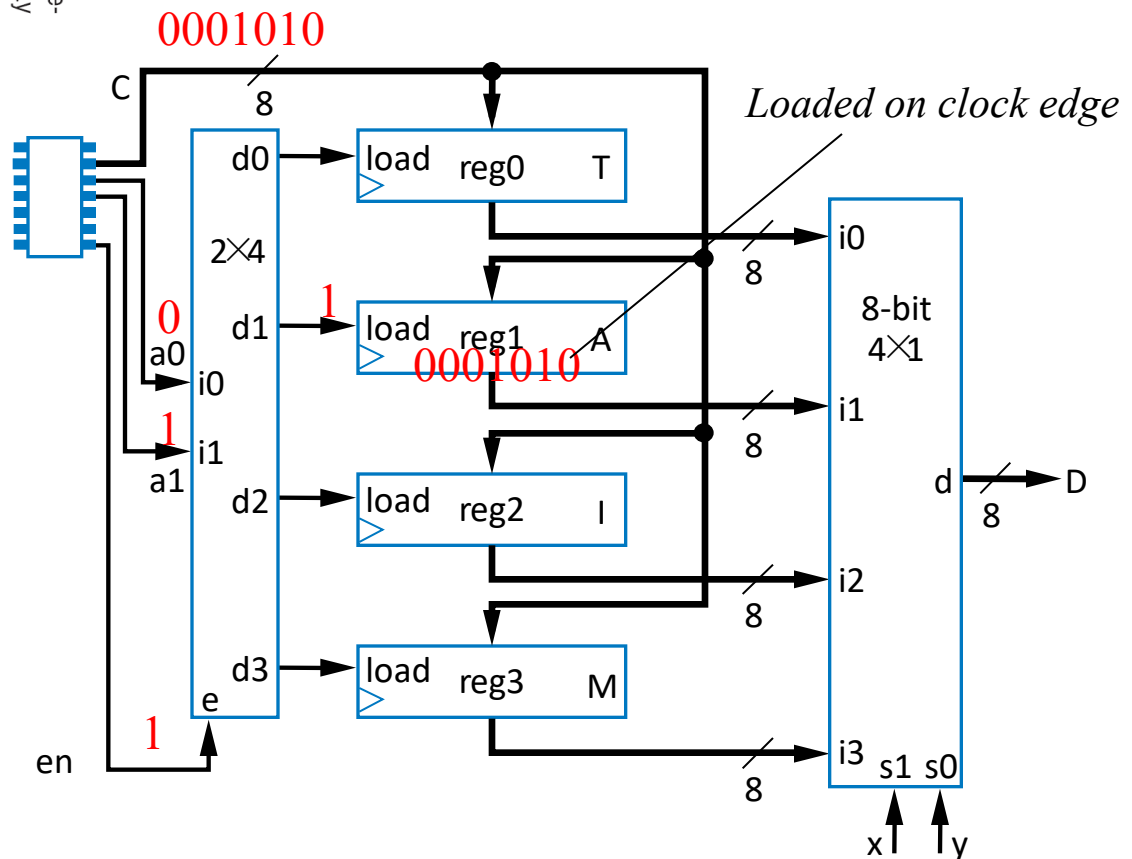 e-
y
0001010
C
8
Loaded on clock edge
d0
load
reg0
T
2×4
i0
8
d1
1
load
reg1
A
0001010
8-bit
4×1
0
a0
i0
i1
8
1
i1
a1
d2
load
reg2
I
d
8
D
i2
8
d3
load
reg3
M
e
1
en
i3
8
s1 s0
x
y